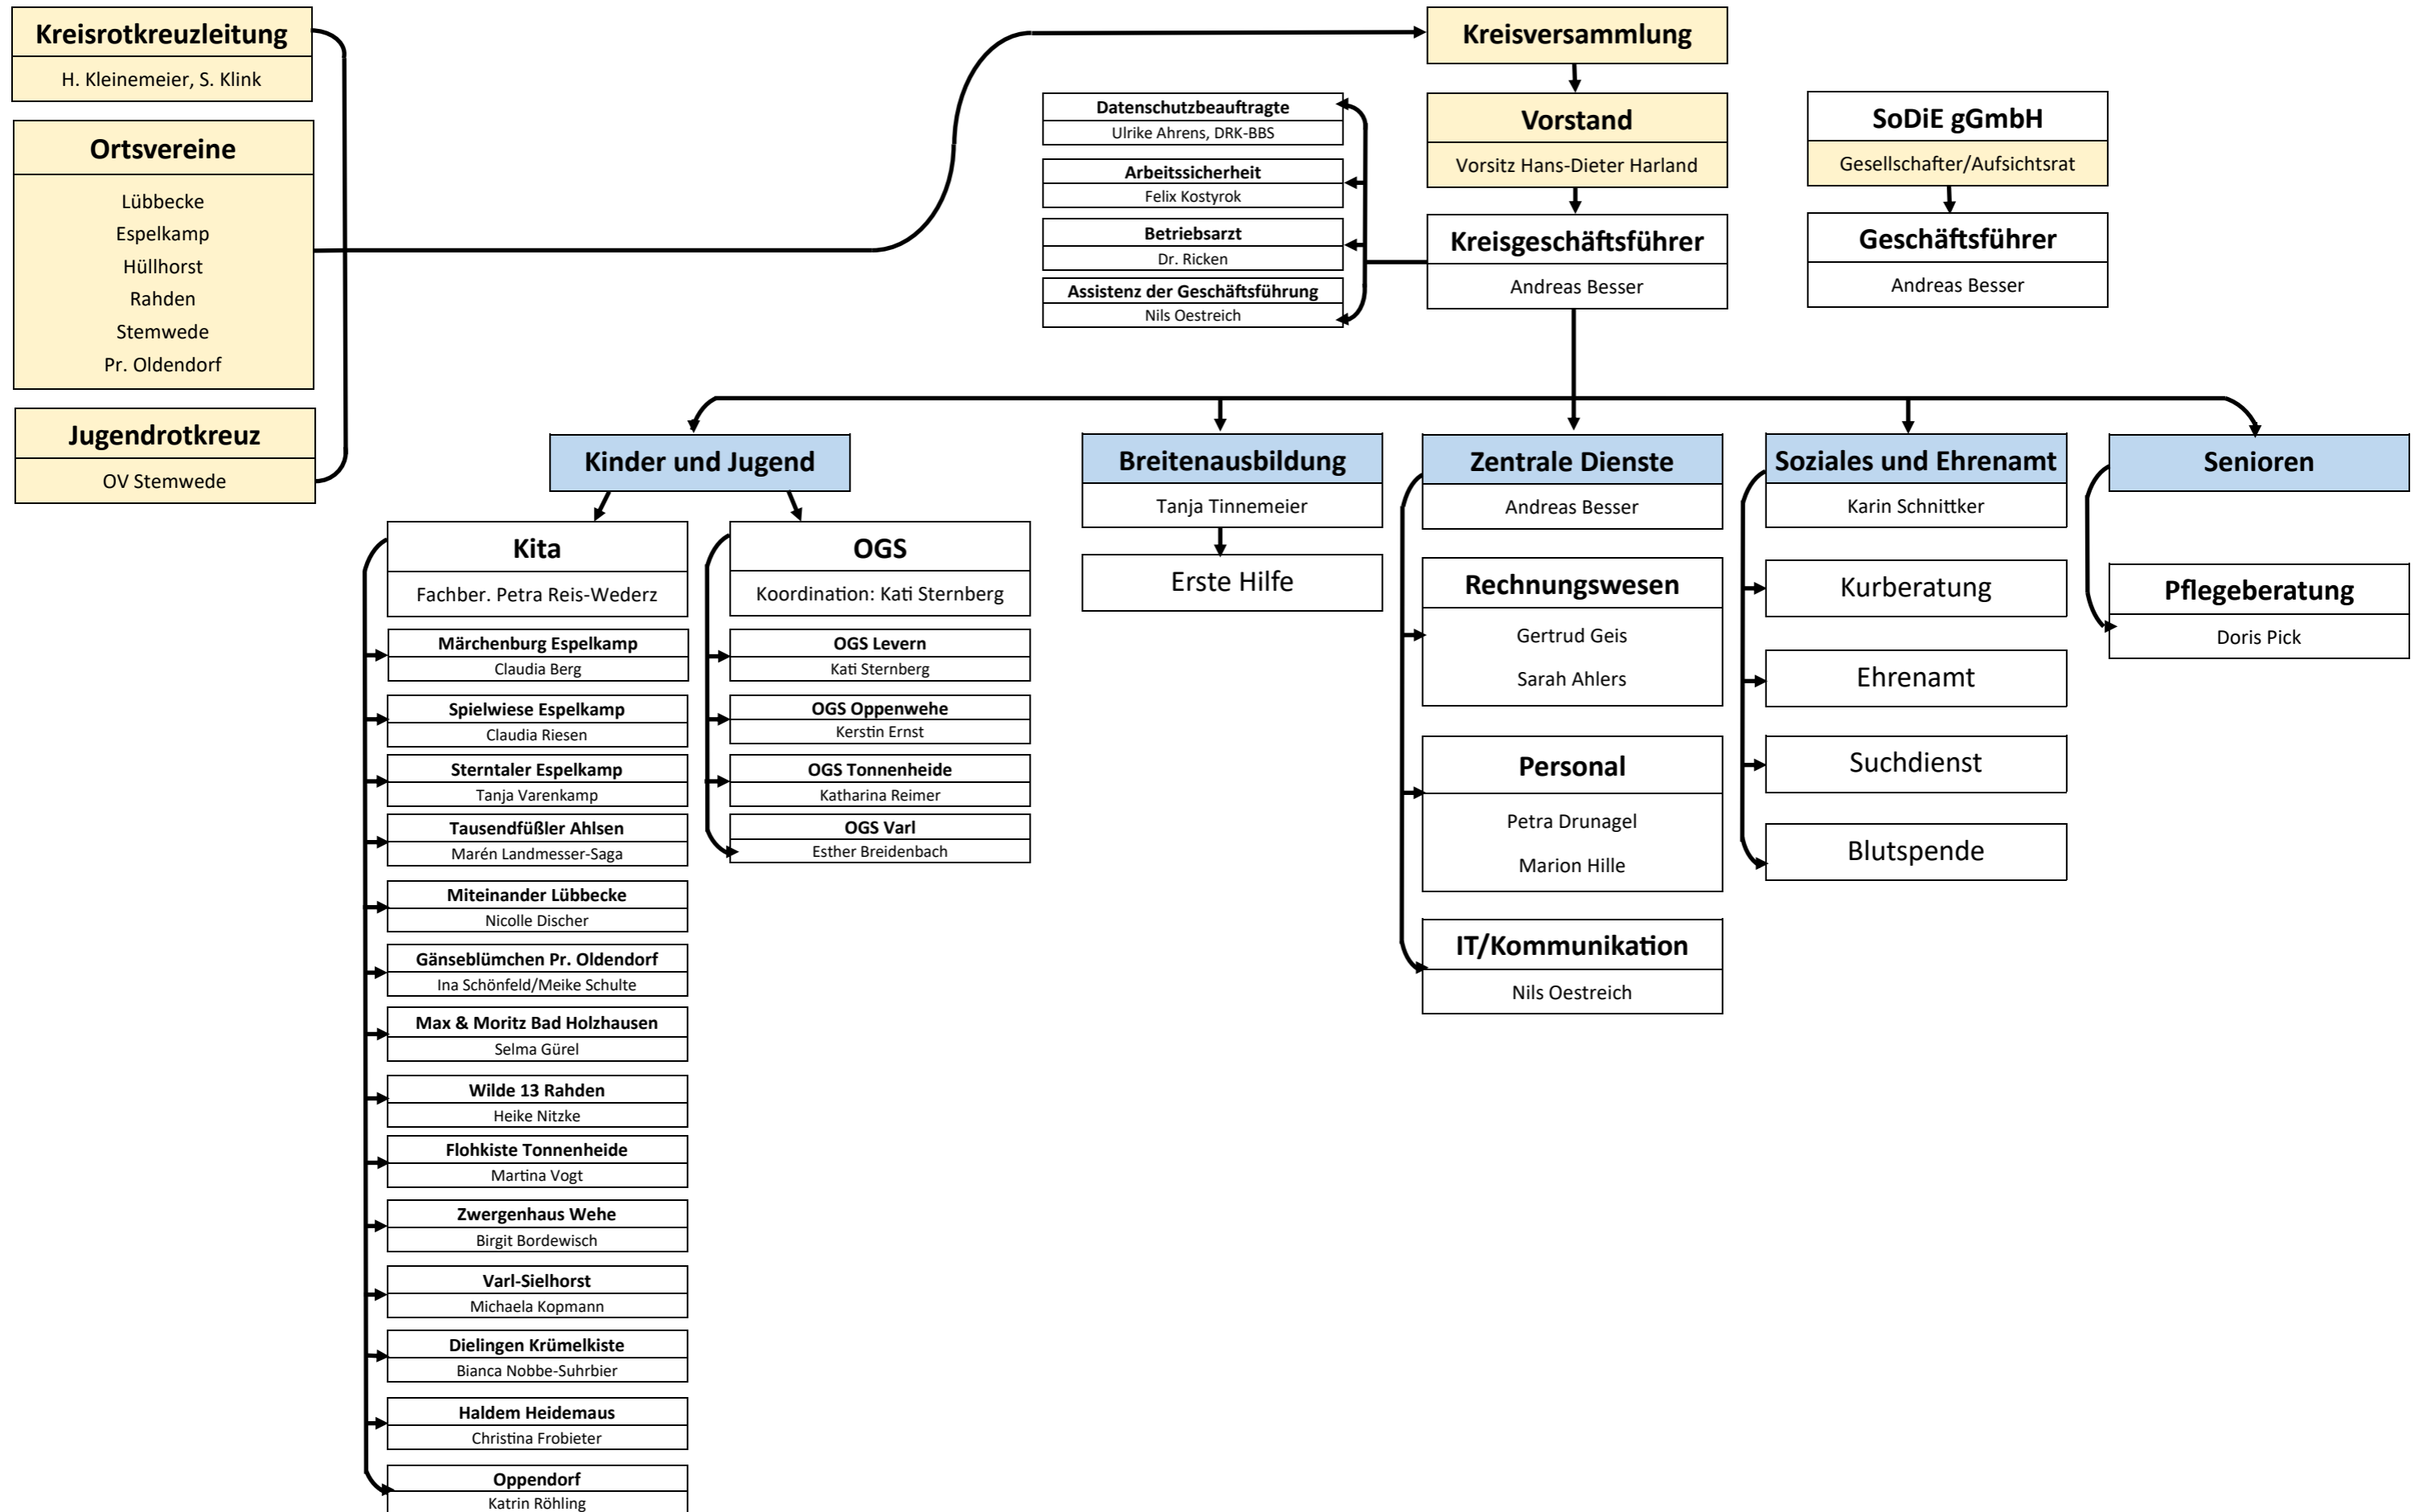 Kreisrotkreuzleitung
H. Kleinemeier, S. Klink
Ortsvereine
Lübbecke
Espelkamp
Hüllhorst
Rahden
Stemwede
Pr. Oldendorf
Jugendrotkreuz
OV Stemwede
Kreisversammlung
Vorstand
Vorsitz Hans-Dieter Harland
Kreisgeschäftsführer
Andreas Besser
Datenschutzbeauftragte
Ulrike Ahrens, DRK-BBS
Arbeitssicherheit
Felix Kostyrok
Betriebsarzt
Dr. Ricken
Assistenz der Geschäftsführung
Nils Oestreich
SoDiE gGmbH
Gesellschafter/Aufsichtsrat
Geschäftsführer
Andreas Besser
Kinder und Jugend
Kita
Fachber. Petra Reis-Wederz
Märchenburg Espelkamp
Claudia Berg
Spielwiese Espelkamp
Claudia Riesen
Sterntaler Espelkamp
Tanja Varenkamp
Tausendfüßler Ahlsen
Marén Landmesser-Saga
Miteinander Lübbecke
Nicolle Discher
Gänseblümchen Pr. Oldendorf
Ina Schönfeld/Meike Schulte
Max & Moritz Bad Holzhausen
Selma Gürel
Wilde 13 Rahden
Heike Nitzke
Flohkiste Tonnenheide
Martina Vogt
Zwergenhaus Wehe
Birgit Bordewisch
Varl-Sielhorst
Michaela Kopmann
Dielingen Krümelkiste
Bianca Nobbe-Suhrbier
Haldem Heidemaus
Christina Frobieter
Oppendorf
Katrin Röhling
OGS
Koordination: Kati Sternberg
OGS Levern
Kati Sternberg
OGS Oppenwehe
Kerstin Ernst
OGS Tonnenheide
Katharina Reimer
OGS Varl
Esther Breidenbach
Breitenausbildung
Tanja Tinnemeier
Erste Hilfe
Zentrale Dienste
Andreas Besser
Rechnungswesen
Gertrud Geis
Sarah Ahlers
Personal
Petra Drunagel
Marion Hille
IT/Kommunikation
Nils Oestreich
Soziales und Ehrenamt
Karin Schnittker
Kurberatung
Ehrenamt
Suchdienst
Blutspende
Senioren
Pflegeberatung
Doris Pick